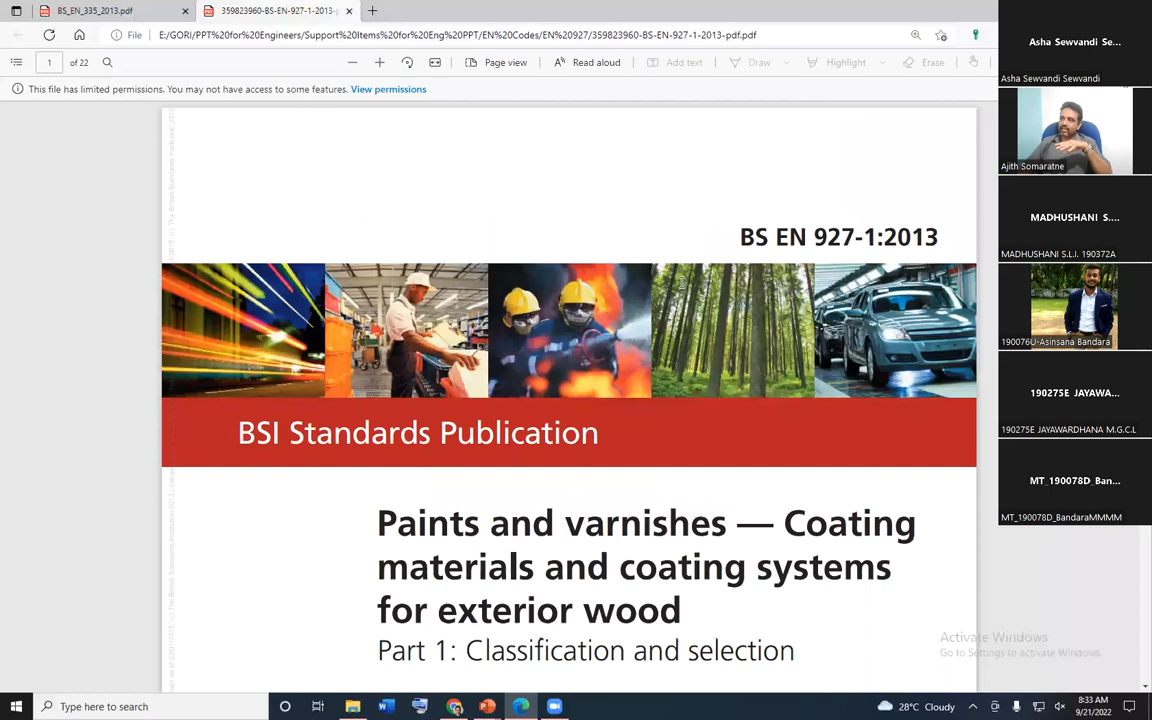 BS_EN_335_2013.pdf
359823960-BS-EN-927-1-2013-p
File
E:/GORI/PPT%20for%20Engineers/Support%20Items%20for%20Eng%20PPT/EN%20Codes/EN%20927/359823960-BS-EN-927-1-2013-pdf.pdf
1 of 22
Page view
Read aloud
Add text
Draw
Highlight
Erase
This file has limited permissions. You may not have access to some features. View permissions
BS EN 927-1:2013
BSI Standards Publication
Paints and varnishes — Coating
materials and coating systems
for exterior wood
Part 1: Classification and selection
Asha Sewvandi Se...
Asha Sewvandi Sewvandi
Ajith Somaratne
MADHUSHANI S....
MADHUSHANI S.L.I. 190372A
190076U-Asinsana Bandara
190275E JAYAWA...
190275E JAYAWARDHANA M.G.C.L
MT_190078D_Ban...
MT_190078D_BandaraMMMM
Activate Windows
Go to Settings to activate Windows.
Type here to search
28°C Cloudy
8:33 AM
9/21/2022